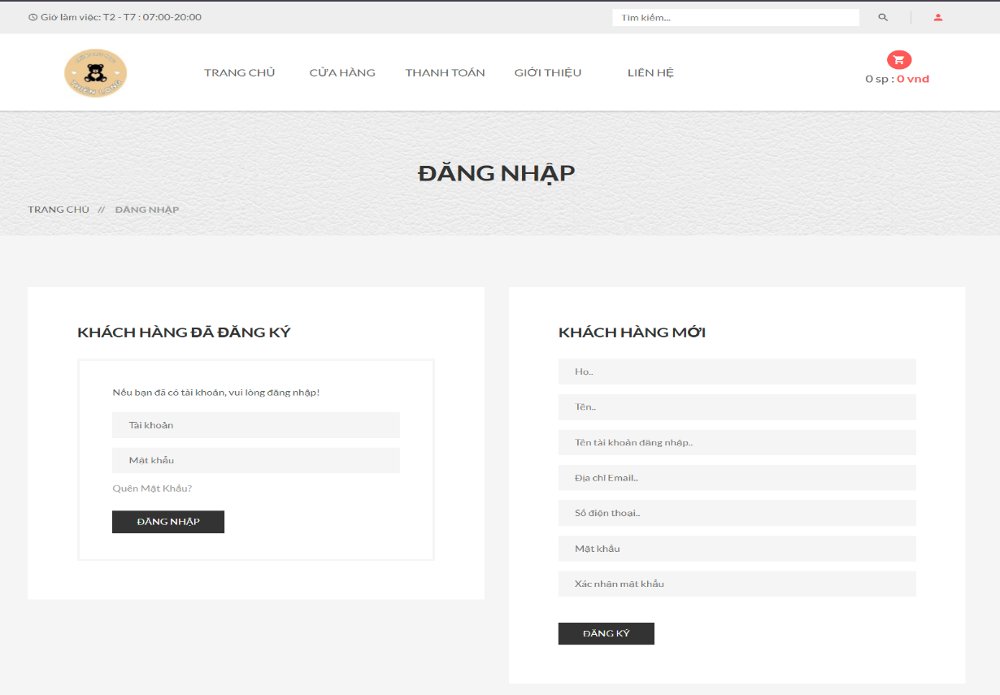 Giờ làm việc: T2 - T7 : 07:00-20:00
Tìm kiếm...
THIÊN LONG
TRANG CHỦ
CỬA HÀNG
THANH TOÁN
GIỚI THIỆU
LIÊN HỆ
0 sp : 0 vnd
ĐĂNG NHẬP
TRANG CHỦ // ĐĂNG NHẬP
KHÁCH HÀNG ĐÃ ĐĂNG KÝ
Nếu bạn đã có tài khoản, vui lòng đăng nhập!
Tài khoản
Mật khẩu
Quên Mật Khẩu?
ĐĂNG NHẬP
KHÁCH HÀNG MỚI
Họ..
Tên..
Tên tài khoản đăng nhập..
Địa chỉ Email..
Số điện thoại..
Mật khẩu
Xác nhận mật khẩu
ĐĂNG KÝ